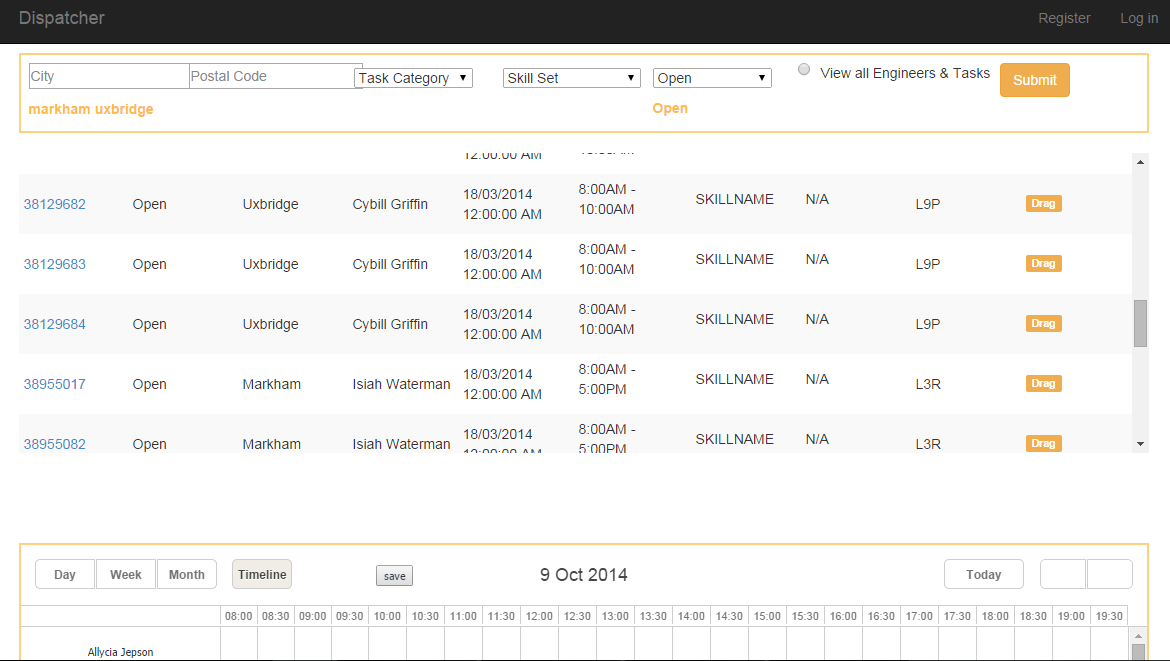 Dispatcher Register Log in
City Postal Code Task Category Skill Set Open View all Engineers & Tasks Submit
markham uxbridge Open
12:00:00 AM
38129682 Open Uxbridge Cybill Griffin 18/03/2014 12:00:00 AM 8:00AM - 10:00AM SKILLNAME N/A L9P Drag
38129683 Open Uxbridge Cybill Griffin 18/03/2014 12:00:00 AM 8:00AM - 10:00AM SKILLNAME N/A L9P Drag
38129684 Open Uxbridge Cybill Griffin 18/03/2014 12:00:00 AM 8:00AM - 10:00AM SKILLNAME N/A L9P Drag
38955017 Open Markham Isiah Waterman 18/03/2014 12:00:00 AM 8:00AM - 5:00PM SKILLNAME N/A L3R Drag
38955082 Open Markham Isiah Waterman 18/03/2014 12:00:00 AM 8:00AM - 5:00PM SKILLNAME N/A L3R Drag
Day Week Month Timeline save 9 Oct 2014 Today
08:00 08:30 09:00 09:30 10:00 10:30 11:00 11:30 12:00 12:30 13:00 13:30 14:00 14:30 15:00 15:30 16:00 16:30 17:00 17:30 18:00 18:30 19:00 19:30
Allycia Jepson